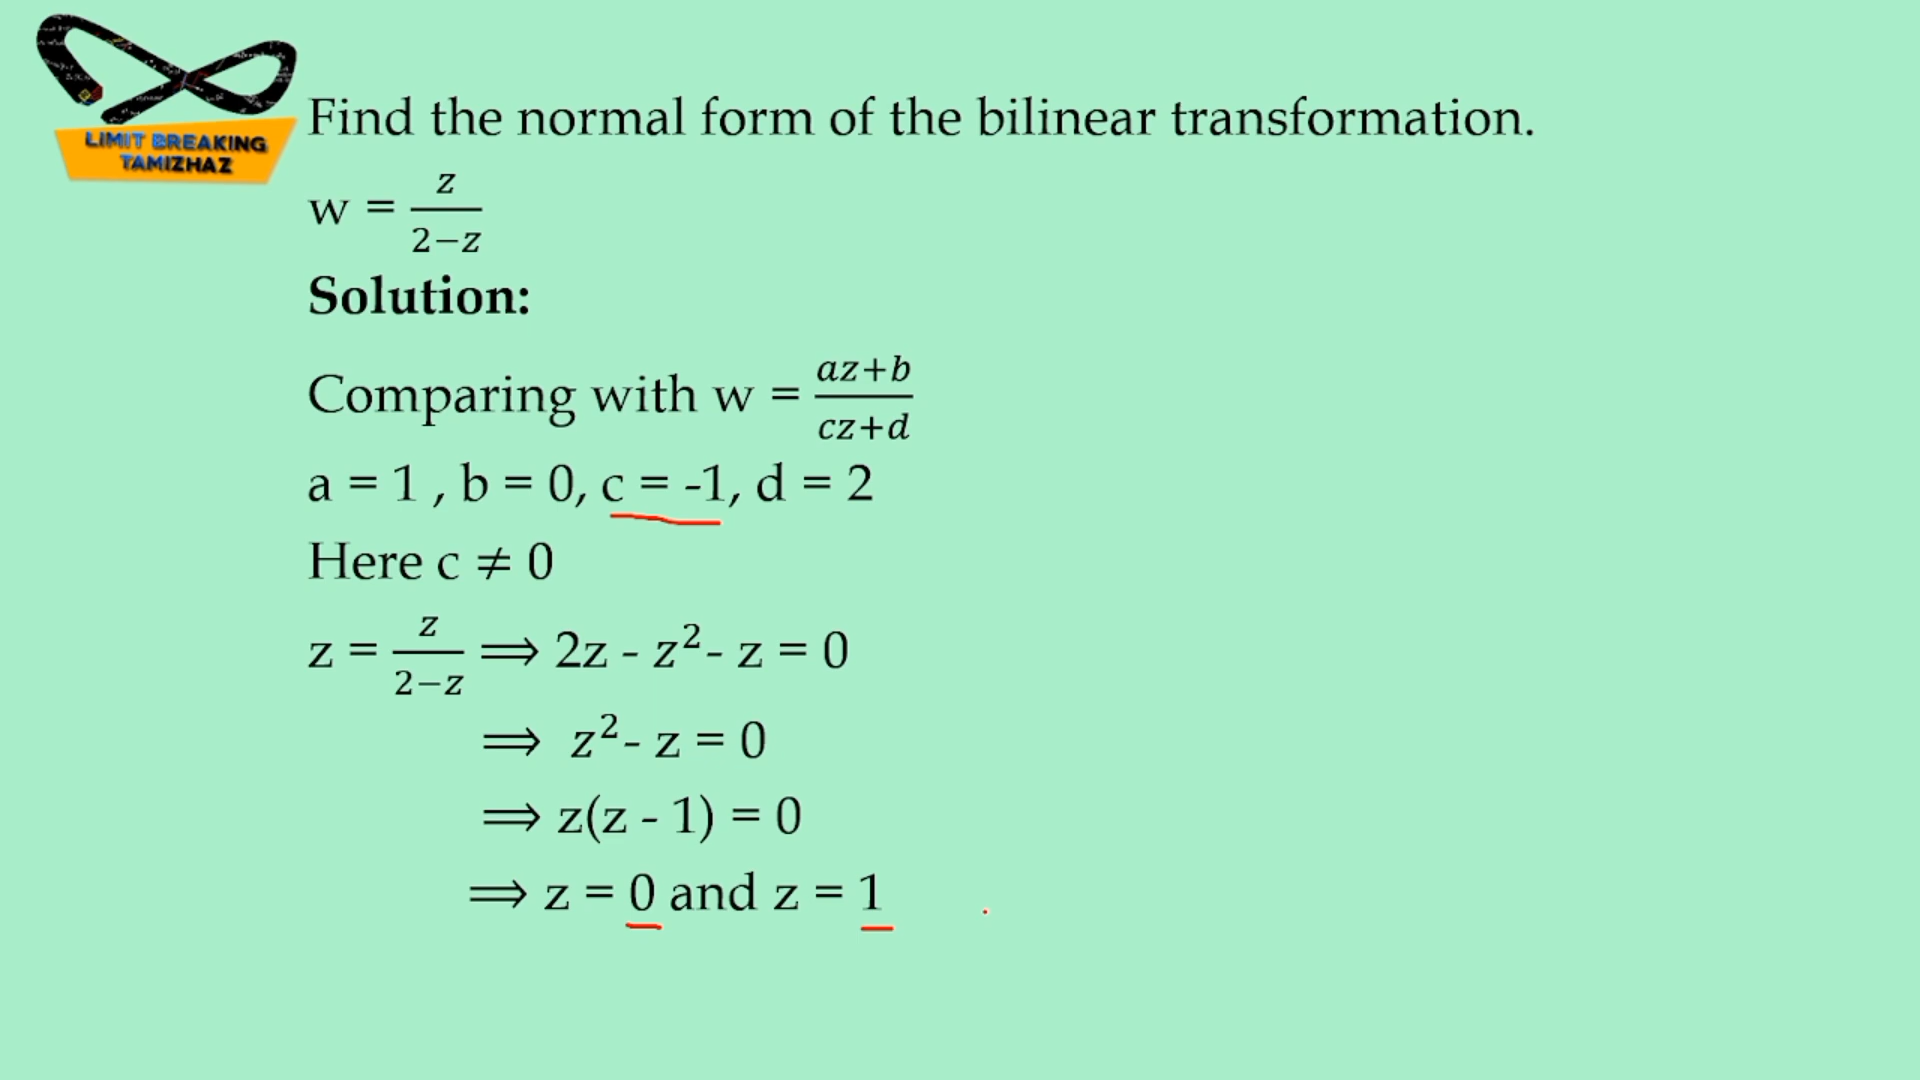 LIMIT BREAKING
TAMIZHAZ
Find the normal form of the bilinear transformation.
w = z/(2−z)
Solution:
Comparing with w = (az+b)/(cz+d)
a = 1 , b = 0, c = -1, d = 2
Here c ≠ 0
z = z/(2−z) ⟹ 2z - z² - z = 0
⟹ z² - z = 0
⟹ z(z - 1) = 0
⟹ z = 0 and z = 1